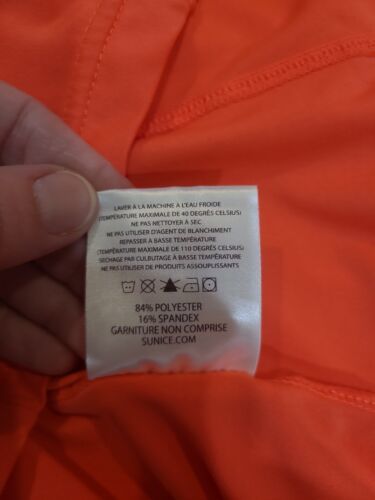 LAVER À LA MACHINE À L'EAU FROIDE
(TEMPÉRATURE MAXIMALE DE 40 DEGRÉS CELSIUS)
NE PAS NETTOYER À SEC
NE PAS UTILISER D'AGENT DE BLANCHIMENT
REPASSER A BASSE TEMPÉRATURE
(TEMPÉRATURE MAXIMALE DE 110 DEGRÉS CELSIUS)
SECHAGE PAR CULBUTAGE À BASSE TEMPÉRATURE
NE PAS UTILISER DE PRODUITS ASSOUPLISSANTS
84% POLYESTER
16% SPANDEX
GARNITURE NON COMPRISE
SUNICE.COM